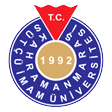 T.C.
KAHRAMANMARAŞ
1992
SÜTÇÜ İMAM ÜNİVERSİTESİ